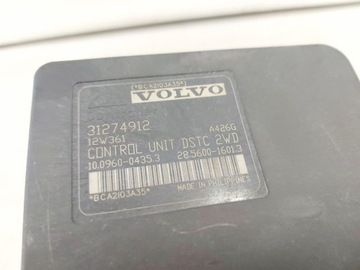 *BCA2103A35*
VOLVO
31274912 A426G
12W361
CONTROL UNIT DSTC 2WD
10.0960-0435.3 28.5600-1601.3
MADE IN PHILIPPINES
*BCA2103A35*